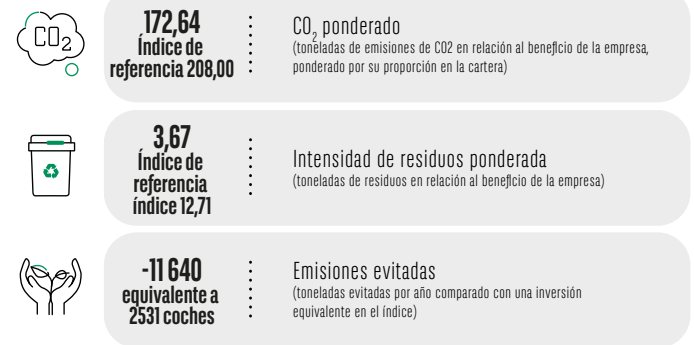 CO2
172,64
Índice de
referencia 208,00
CO2 ponderado
(toneladas de emisiones de CO2 en relación al beneficio de la empresa,
ponderado por su proporción en la cartera)
3,67
Índice de
referencia
índice 12,71
Intensidad de residuos ponderada
(toneladas de residuos en relación al beneficio de la empresa)
-11 640
equivalente a
2531 coches
Emisiones evitadas
(toneladas evitadas por año comparado con una inversión
equivalente en el índice)